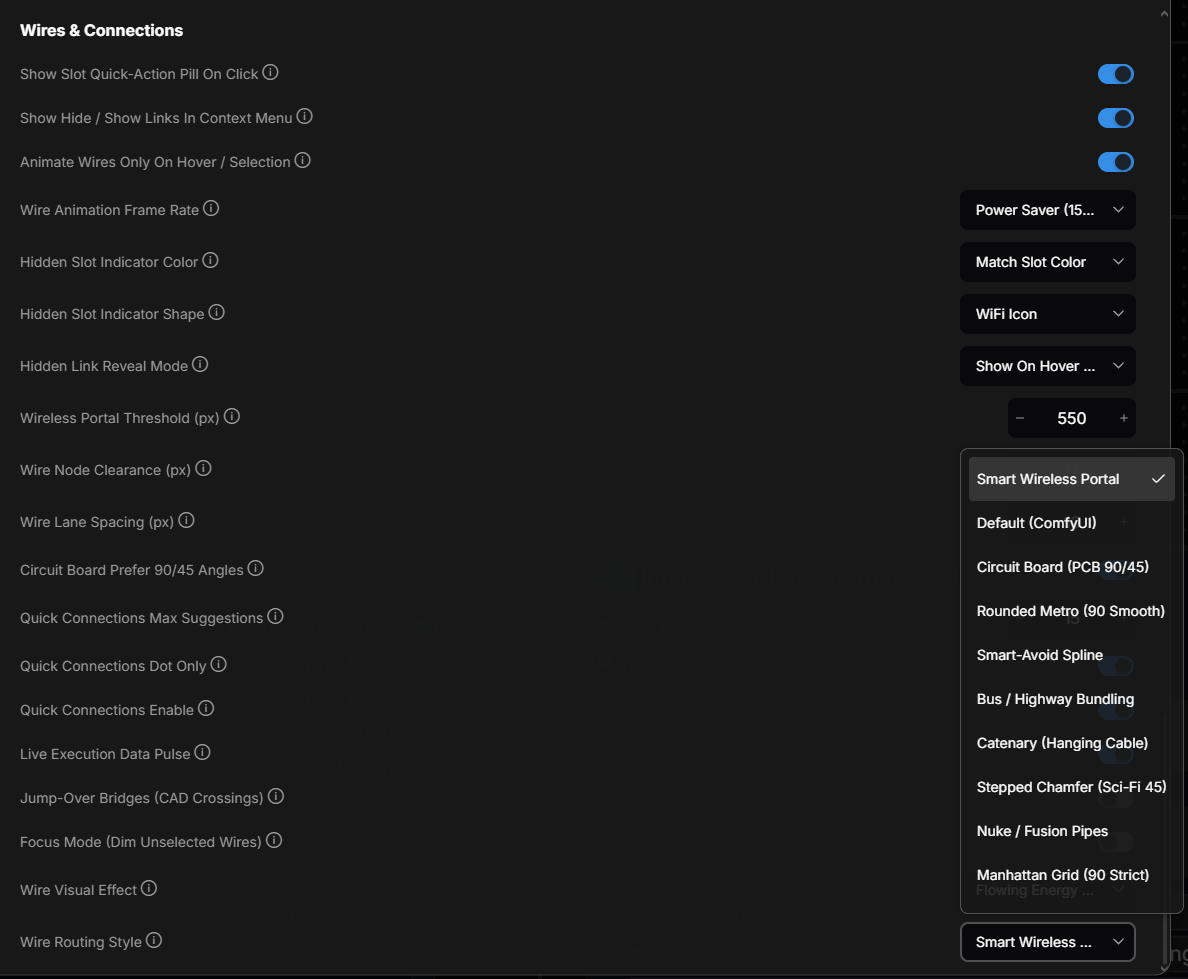 Wires & Connections
Show Slot Quick-Action Pill On Click
Show Hide / Show Links In Context Menu
Animate Wires Only On Hover / Selection
Wire Animation Frame Rate
Power Saver (15...
Hidden Slot Indicator Color
Match Slot Color
Hidden Slot Indicator Shape
WiFi Icon
Hidden Link Reveal Mode
Show On Hover ...
Wireless Portal Threshold (px)
− 550 +
Wire Node Clearance (px)
Smart Wireless Portal
Wire Lane Spacing (px)
Default (ComfyUI)
Circuit Board Prefer 90/45 Angles
Circuit Board (PCB 90/45)
Quick Connections Max Suggestions
Rounded Metro (90 Smooth)
15
Quick Connections Dot Only
Smart-Avoid Spline
Quick Connections Enable
Bus / Highway Bundling
Live Execution Data Pulse
Catenary (Hanging Cable)
Jump-Over Bridges (CAD Crossings)
Stepped Chamfer (Sci-Fi 45)
Focus Mode (Dim Unselected Wires)
Nuke / Fusion Pipes
Manhattan Grid (90 Strict)
Wire Visual Effect
Flowing Energy ...
Wire Routing Style
Smart Wireless ...